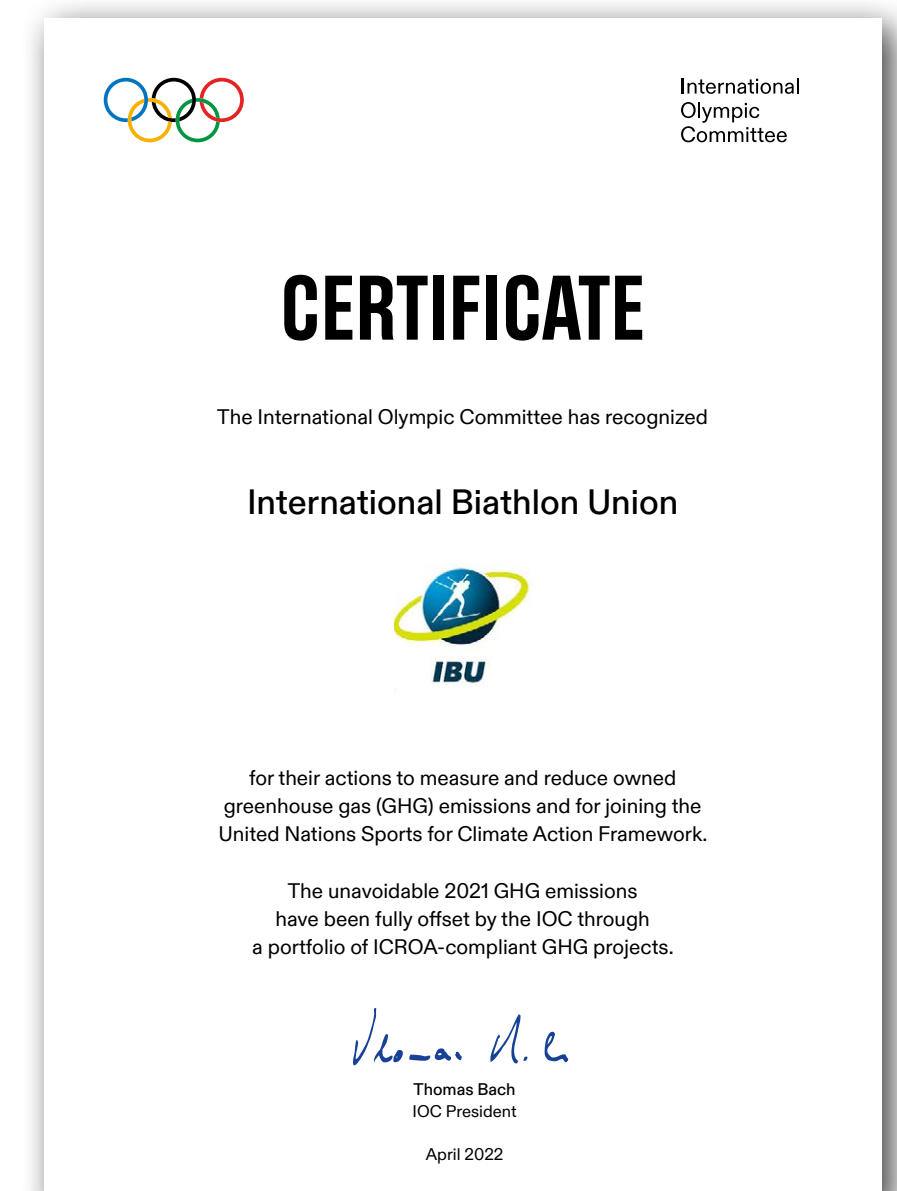 International
Olympic
Committee
CERTIFICATE
The International Olympic Committee has recognized
International Biathlon Union
IBU
for their actions to measure and reduce owned
greenhouse gas (GHG) emissions and for joining the
United Nations Sports for Climate Action Framework.
The unavoidable 2021 GHG emissions
have been fully offset by the IOC through
a portfolio of ICROA-compliant GHG projects.
Thomas Bach
IOC President
April 2022